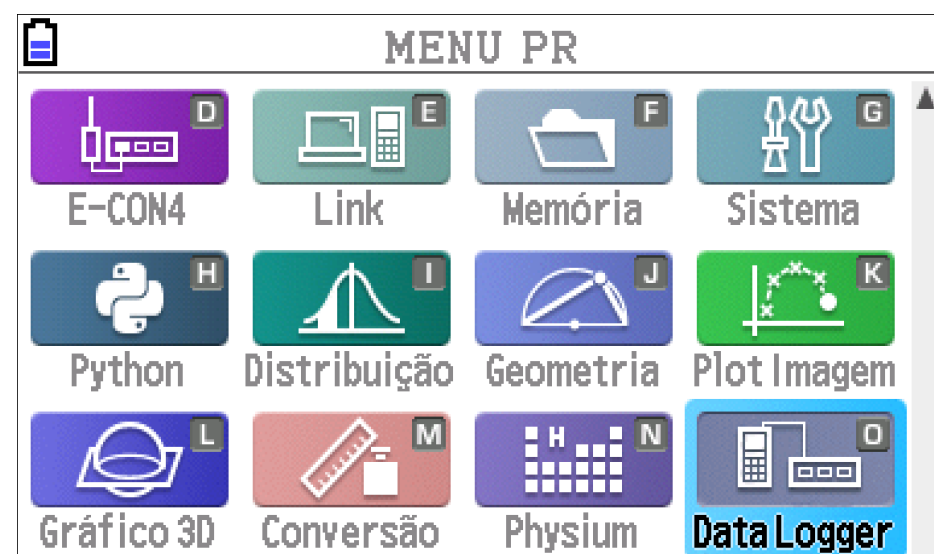 MENU PR
D E F G
E-CON4 Link Memória Sistema
H I J K
Python Distribuição Geometria Plot Imagem
L M H N O
Gráfico 3D Conversão Physium Data Logger